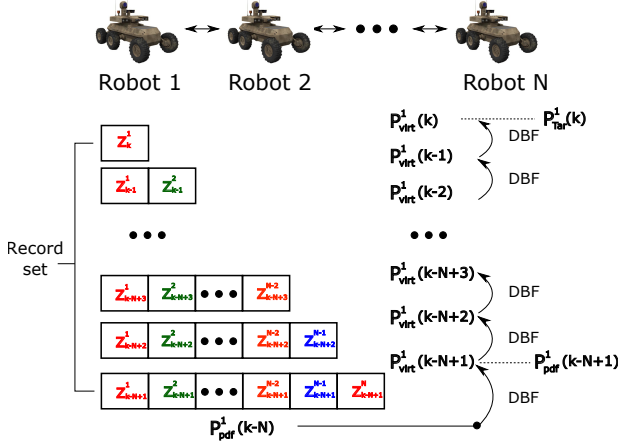 Robot 1 Robot 2 Robot N
P^1_virt(k) P^1_Tar(k)
DBF
Z^1_k
P^1_virt(k-1)
DBF
Z^1_k-1 Z^2_k-1
P^1_virt(k-2)
Record
set
P^1_virt(k-N+3)
Z^1_k-N+3 Z^2_k-N+3 ●●● Z^N-2_k-N+3
DBF
P^1_virt(k-N+2)
Z^1_k-N+2 Z^2_k-N+2 ●●● Z^N-2_k-N+2 Z^N-1_k-N+2
DBF
P^1_virt(k-N+1) P^1_pdf(k-N+1)
Z^1_k-N+1 Z^2_k-N+1 ●●● Z^N-2_k-N+1 Z^N-1_k-N+1 Z^N_k-N+1
DBF
P^1_pdf(k-N)